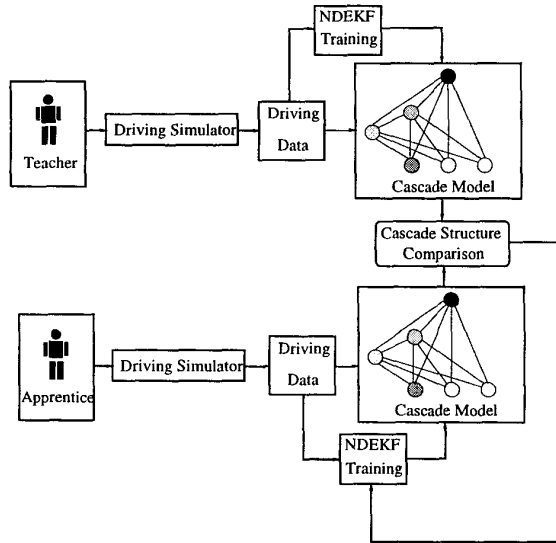 NDEKF
Training
Teacher
Driving Simulator
Driving
Data
Cascade Model
Cascade Structure
Comparison
Apprentice
Driving Simulator
Driving
Data
Cascade Model
NDEKF
Training